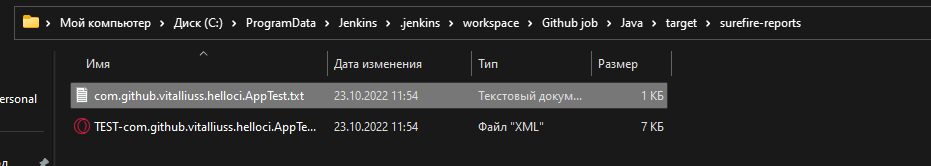 Мой компьютер > Диск (C:) > ProgramData > Jenkins > .jenkins > workspace > Github job > Java > target > surefire-reports
Имя Дата изменения Тип Размер
com.github.vitalliuss.helloci.AppTest.txt 23.10.2022 11:54 Текстовый докум... 1 КБ
ersonal
TEST-com.github.vitalliuss.helloci.AppTe... 23.10.2022 11:54 Файл "XML" 7 КБ